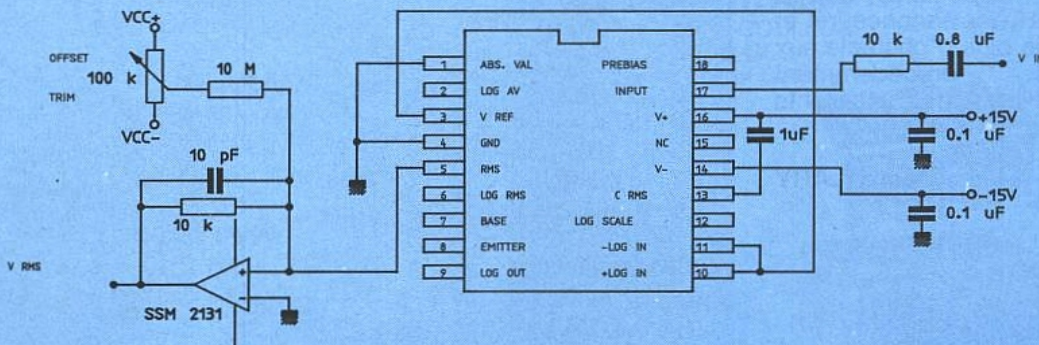 VCC+
OFFSET
100 k
TRIM
VCC-
10 M
10 pF
10 k
V RMS
SSM 2131
+
-
1 ABS. VAL
2 LOG AV
3 V REF
4 GND
5 RMS
6 LOG RMS
7 BASE
8 EMITTER
9 LOG OUT
PREBIAS 18
INPUT 17
V+ 16
NC 15
V- 14
C RMS 13
LOG SCALE 12
-LOG IN 11
+LOG IN 10
10 k
0.6 uF
1uF
+15V
0.1 uF
-15V
0.1 uF